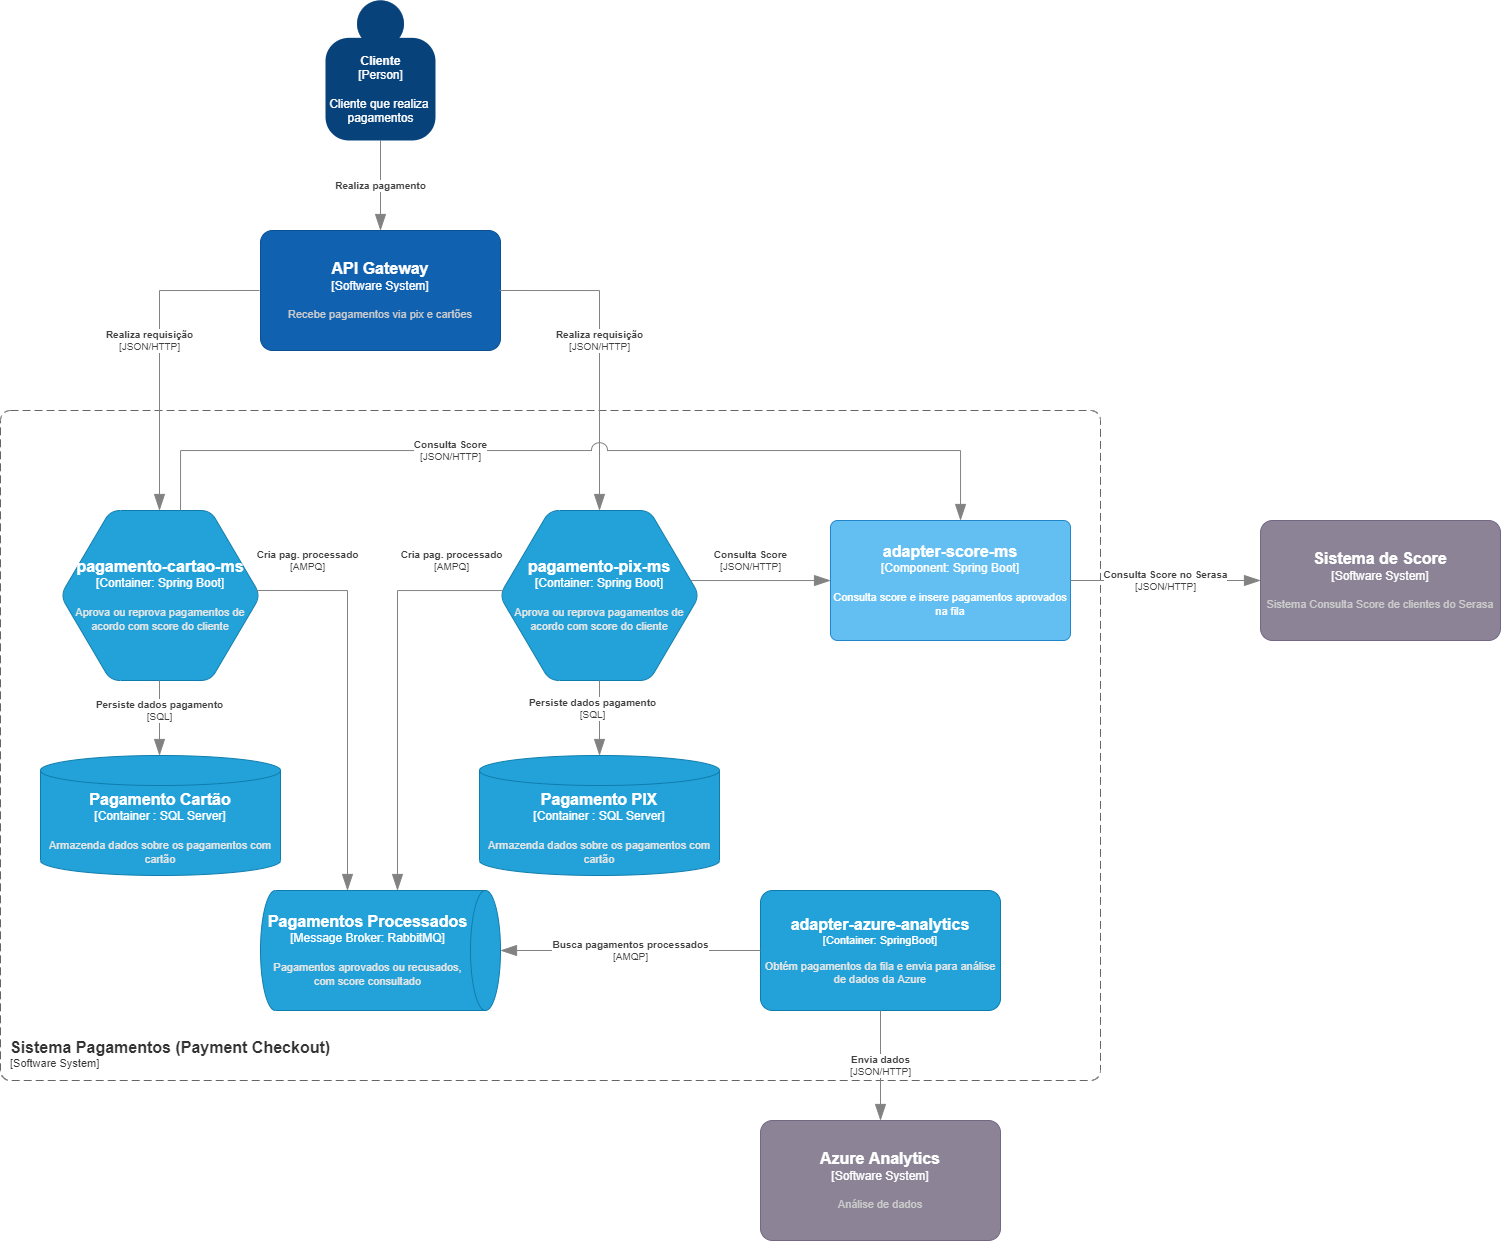 Cliente
[Person]
Cliente que realiza
pagamentos
Realiza pagamento
API Gateway
[Software System]
Recebe pagamentos via pix e cartões
Realiza requisição
[JSON/HTTP]
Realiza requisição
[JSON/HTTP]
Consulta Score
[JSON/HTTP]
pagamento-cartao-ms
[Container: Spring Boot]
Aprova ou reprova pagamentos de
acordo com score do cliente
Cria pag. processado
[AMPQ]
Cria pag. processado
[AMPQ]
pagamento-pix-ms
[Container: Spring Boot]
Aprova ou reprova pagamentos de
acordo com score do cliente
Consulta Score
[JSON/HTTP]
adapter-score-ms
[Component: Spring Boot]
Consulta score e insere pagamentos aprovados
na fila
Consulta Score no Serasa
[JSON/HTTP]
Sistema de Score
[Software System]
Sistema Consulta Score de clientes do Serasa
Persiste dados pagamento
[SQL]
Persiste dados pagamento
[SQL]
Pagamento Cartão
[Container : SQL Server]
Armazenda dados sobre os pagamentos com
cartão
Pagamento PIX
[Container : SQL Server]
Armazenda dados sobre os pagamentos com
cartão
Pagamentos Processados
[Message Broker: RabbitMQ]
Pagamentos aprovados ou recusados,
com score consultado
Busca pagamentos processados
[AMQP]
adapter-azure-analytics
[Container: SpringBoot]
Obtém pagamentos da fila e envia para análise
de dados da Azure
Sistema Pagamentos (Payment Checkout)
[Software System]
Envia dados
[JSON/HTTP]
Azure Analytics
[Software System]
Análise de dados